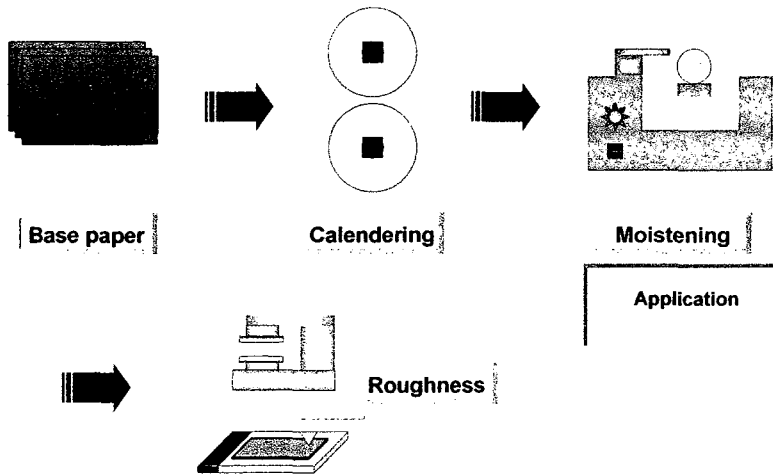 Base paper
Calendering
Moistening
Application
Roughness